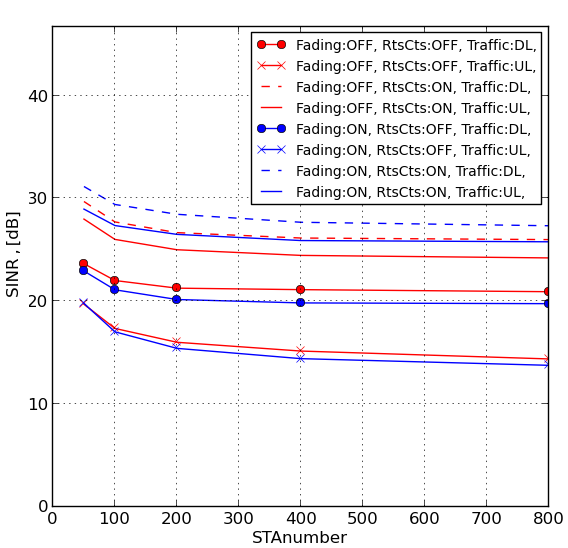 Fading:OFF, RtsCts:OFF, Traffic:DL,
Fading:OFF, RtsCts:OFF, Traffic:UL,
Fading:OFF, RtsCts:ON, Traffic:DL,
Fading:OFF, RtsCts:ON, Traffic:UL,
Fading:ON, RtsCts:OFF, Traffic:DL,
Fading:ON, RtsCts:OFF, Traffic:UL,
Fading:ON, RtsCts:ON, Traffic:DL,
Fading:ON, RtsCts:ON, Traffic:UL,
40
30
20
10
0
SINR , [dB]
0 100 200 300 400 500 600 700 800
STAnumber